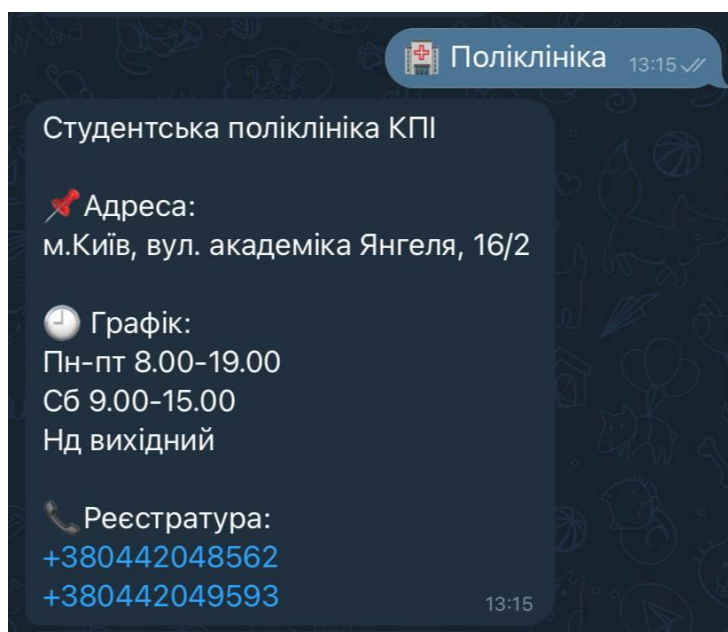 🏥 Поліклініка 13:15
Студентська поліклініка КПІ
📌Адреса:
м.Київ, вул. академіка Янгеля, 16/2
🕘 Графік:
Пн-пт 8.00-19.00
Сб 9.00-15.00
Нд вихідний
📞Реєстратура:
+380442048562
+380442049593
13:15